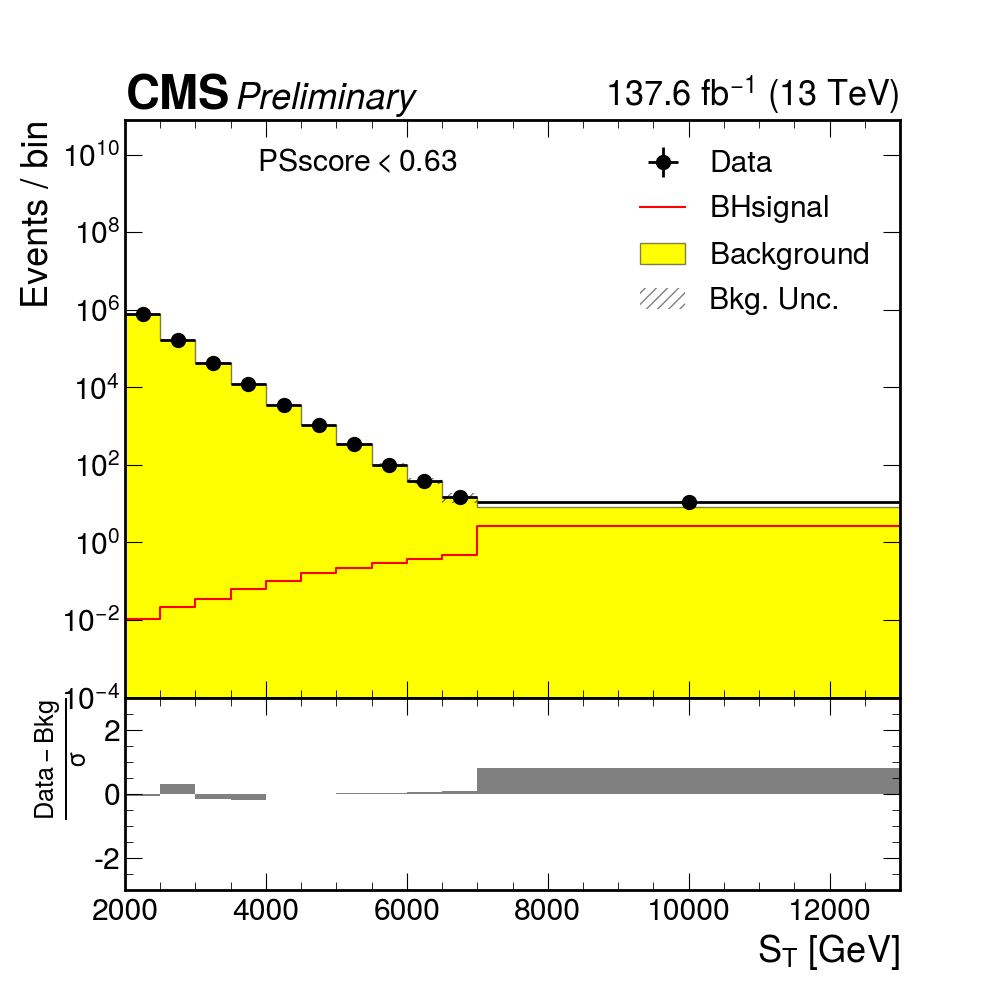 CMS Preliminary 137.6 fb⁻¹ (13 TeV)
Events / bin
PSscore < 0.63
Data
BHsignal
Background
Bkg. Unc.
10¹⁰
10⁸
10⁶
10⁴
10²
10⁰
10⁻²
10⁻⁴
Data − Bkg
σ
2
0
-2
2000 4000 6000 8000 10000 12000
S_T [GeV]